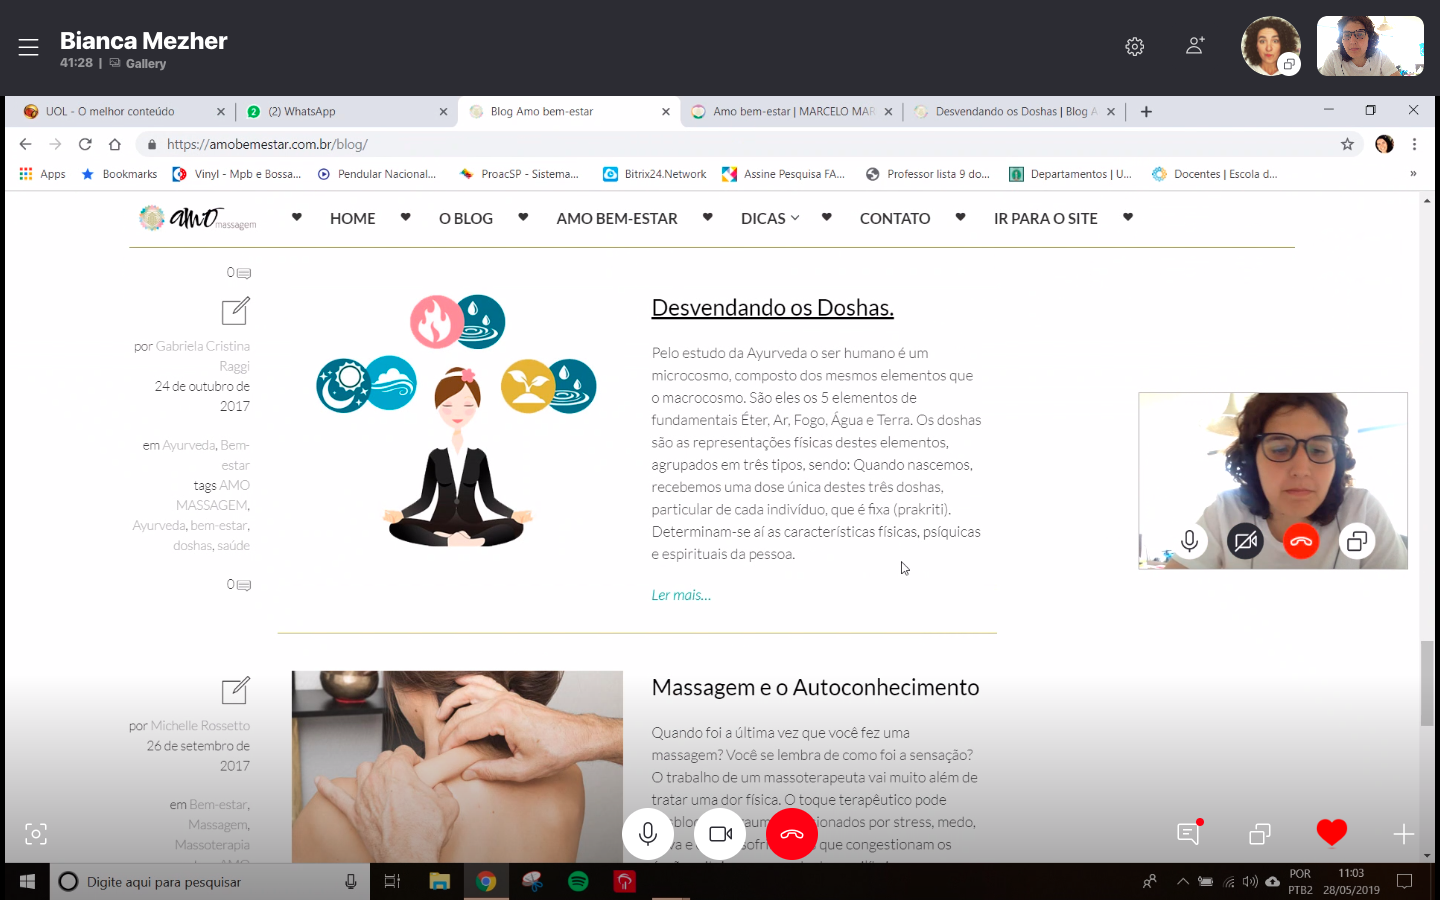 Bianca Mezher
41:28 | Gallery
UOL - O melhor conteúdo
(2) WhatsApp
Blog Amo bem-estar
Amo bem-estar | MARCELO MAR
Desvendando os Doshas | Blog A
https://amobemestar.com.br/blog/
Apps
Bookmarks
Vinyl - Mpb e Bossa...
Pendular Nacional...
ProacSP - Sistema...
Bitrix24.Network
Assine Pesquisa FA...
Professor lista 9 do...
Departamentos | U...
Docentes | Escola d...
»
amo massagem
HOME
O BLOG
AMO BEM-ESTAR
DICAS
CONTATO
IR PARA O SITE
0
por Gabriela Cristina
Raggi
24 de outubro de
2017
em Ayurveda, Bem-
estar
tags AMO
MASSAGEM,
Ayurveda, bem-estar,
doshas, saúde
0
Desvendando os Doshas.
Pelo estudo da Ayurveda o ser humano é um
microcosmo, composto dos mesmos elementos que
o macrocosmo. São eles os 5 elementos de
fundamentais Éter, Ar, Fogo, Água e Terra. Os doshas
são as representações físicas destes elementos,
agrupados em três tipos, sendo: Quando nascemos,
recebemos uma dose única destes três doshas,
particular de cada indivíduo, que é fixa (prakriti).
Determinam-se aí as características físicas, psíquicas
e espirituais da pessoa.
Ler mais...
por Michelle Rossetto
26 de setembro de
2017
em Bem-estar,
Massagem,
Massoterapia
Massagem e o Autoconhecimento
Quando foi a última vez que você fez uma
massagem? Você se lembra de como foi a sensação?
O trabalho de um massoterapeuta vai muito além de
tratar uma dor física. O toque terapêutico pode
stress, medo,
que congestionam os
Digite aqui para pesquisar
POR
PTB2
11:03
28/05/2019